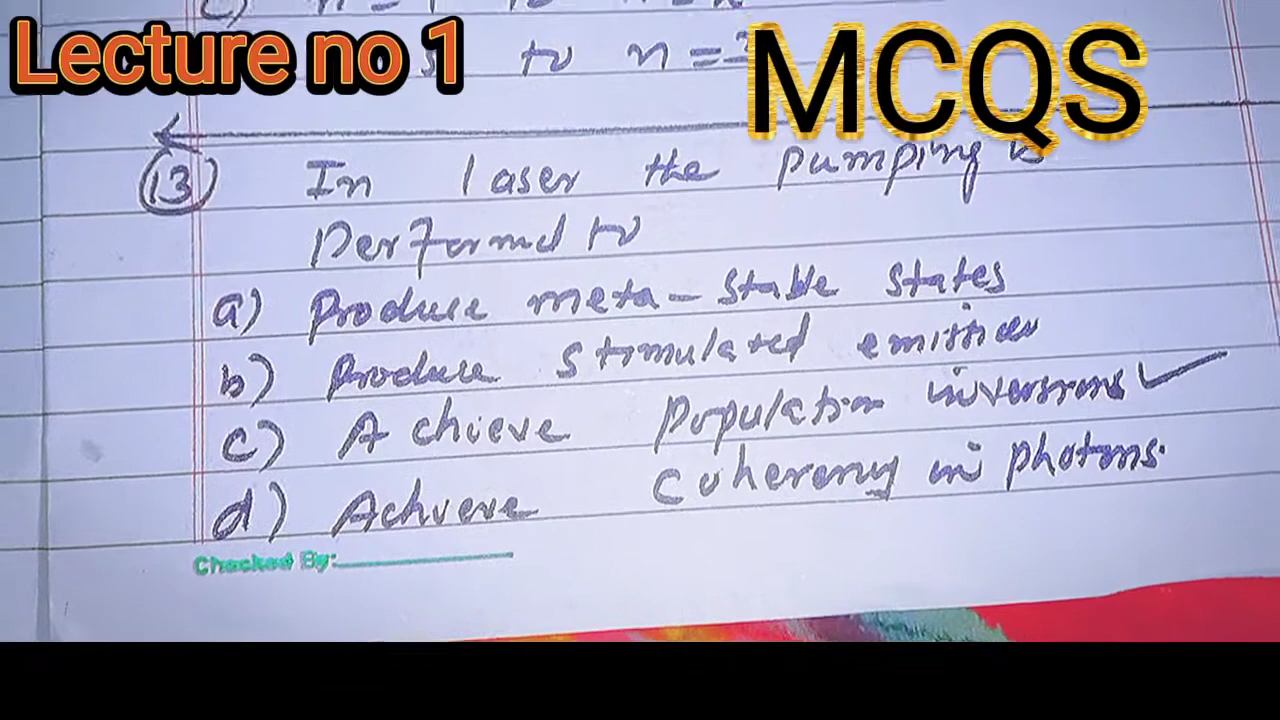 Lecture no 1
MCQS
to n =
(13) In laser the pumping is
Performd to
a) Produce meta-stable states
b) Produce stimulated emission
c) Achieve population inversions ✓
d) Achieve coherency in photons.
Checked By: